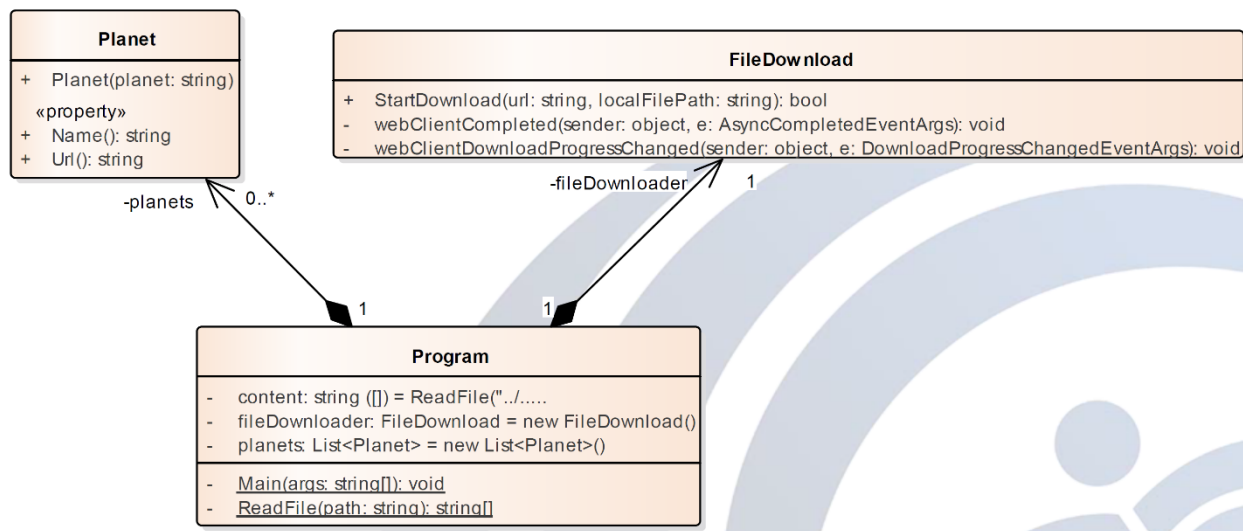 Planet
+ Planet(planet: string)
«property»
+ Name(): string
+ Url(): string
FileDownload
+ StartDownload(url: string, localFilePath: string): bool
- webClientCompleted(sender: object, e: AsyncCompletedEventArgs): void
- webClientDownloadProgressChanged(sender: object, e: DownloadProgressChangedEventArgs): void
-planets
0..*
-fileDownloader
1
1
1
Program
- content: string ([]) = ReadFile("../.....
- fileDownloader: FileDownload = new FileDownload()
- planets: List<Planet> = new List<Planet>()
- Main(args: string[]): void
- ReadFile(path: string): string[]